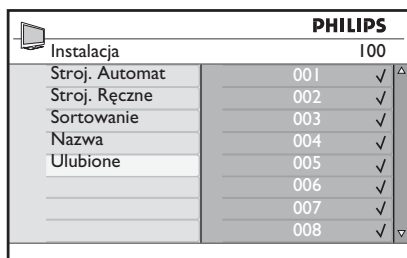 PHILIPS
Instalacja 100
Stroj. Automat 001 ✓
Stroj. Ręczne 002 ✓
Sortowanie 003 ✓
Nazwa 004 ✓
Ulubione 005 ✓
006 ✓
007 ✓
008 ✓